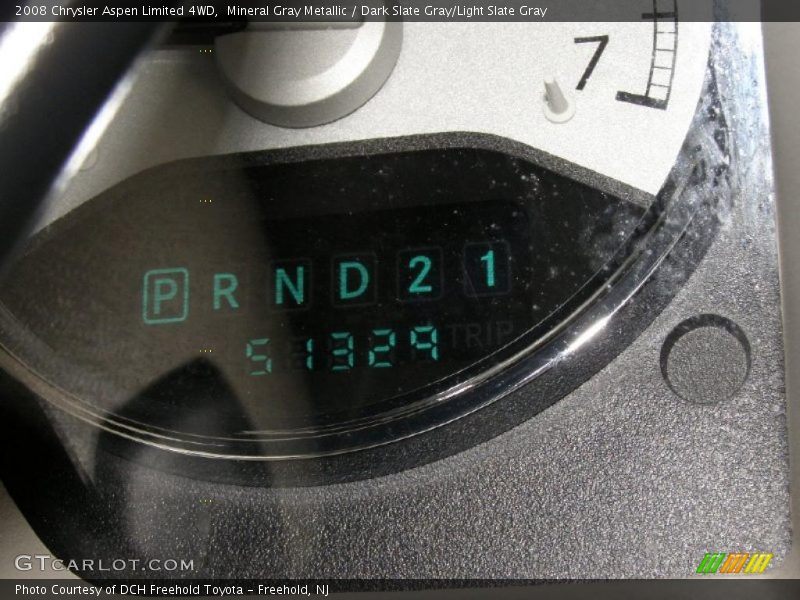 2008 Chrysler Aspen Limited 4WD,  Mineral Gray Metallic / Dark Slate Gray/Light Slate Gray
7
P R N D 2 1
51329 TRIP
GTCARLOT.COM
Photo Courtesy of DCH Freehold Toyota - Freehold, NJ